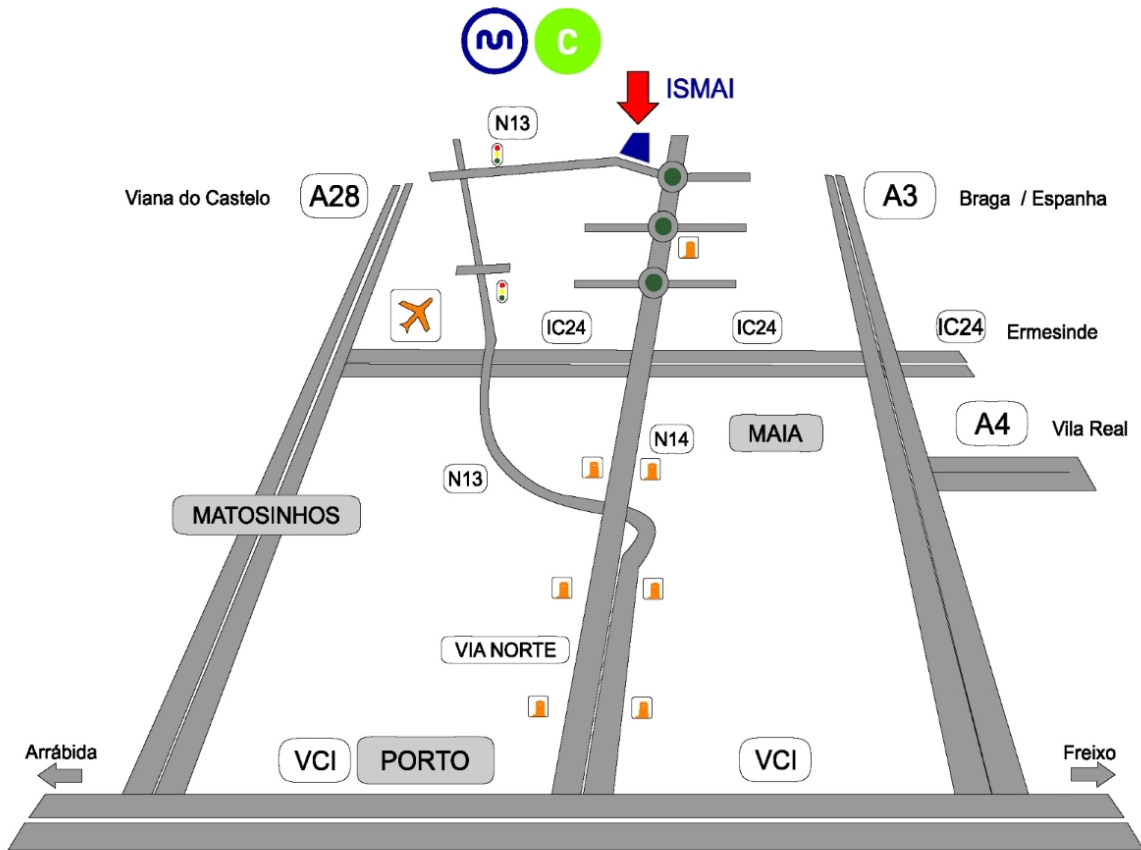 C
ISMAI
N13
Viana do Castelo
A28
A3
Braga / Espanha
IC24
IC24
IC24
Ermesinde
A4
Vila Real
N14
MAIA
N13
MATOSINHOS
VIA NORTE
Arrábida
VCI
PORTO
VCI
Freixo